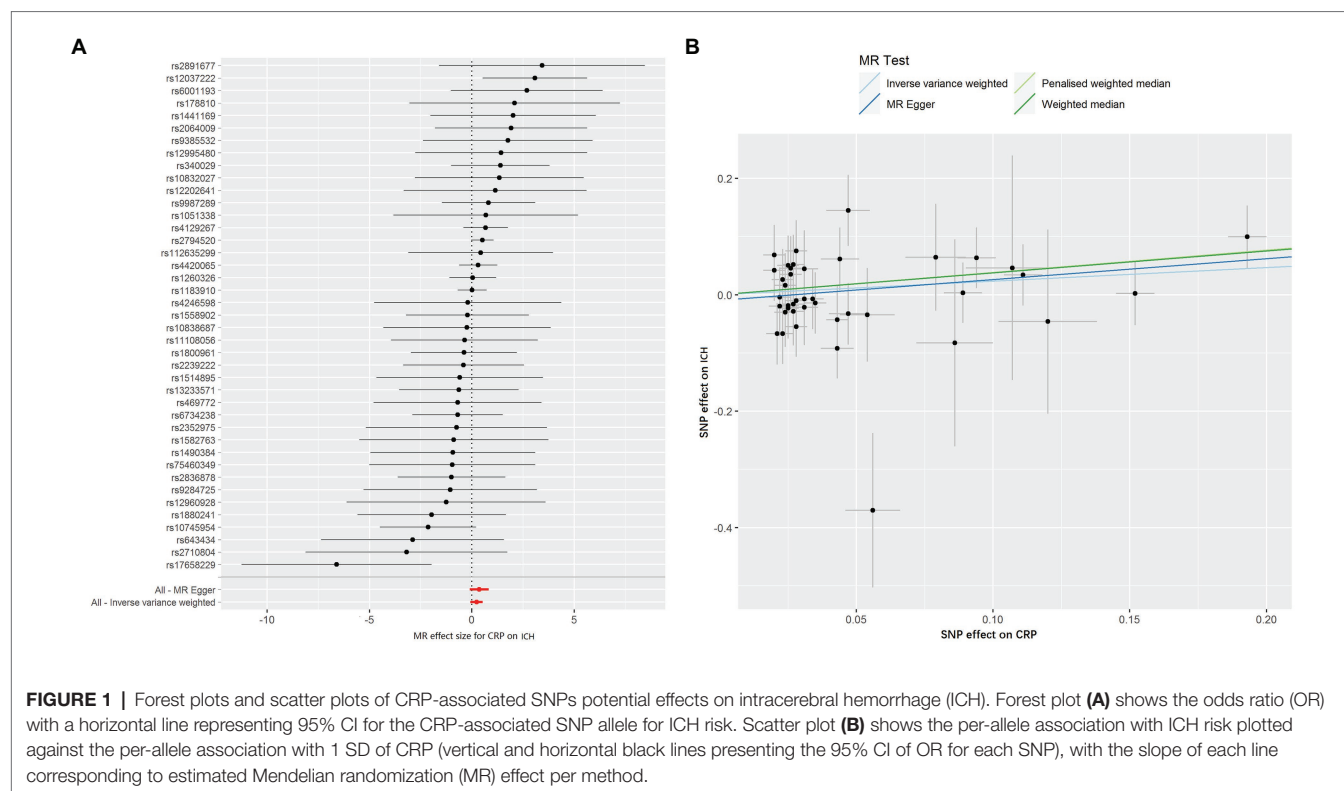 A
rs2891677
rs12037222
rs6001193
rs178810
rs1441169
rs2064009
rs9385532
rs12995480
rs340029
rs10832027
rs12202641
rs9987289
rs1051338
rs4129267
rs2794520
rs112635299
rs4420065
rs1260326
rs1183910
rs4246598
rs1558902
rs10838687
rs11108056
rs1800961
rs2239222
rs1514895
rs13233571
rs469772
rs6734238
rs2352975
rs1582763
rs1490384
rs75460349
rs2836878
rs9284725
rs12960928
rs1880241
rs10745954
rs643434
rs2710804
rs17658229
All - MR Egger
All - Inverse variance weighted
-10 -5 0 5
MR effect size for CRP on ICH
B
MR Test
Inverse variance weighted Penalised weighted median
MR Egger Weighted median
0.2
0.0
-0.2
-0.4
SNP effect on ICH
0.05 0.10 0.15 0.20
SNP effect on CRP
FIGURE 1 | Forest plots and scatter plots of CRP-associated SNPs potential effects on intracerebral hemorrhage (ICH). Forest plot (A) shows the odds ratio (OR)
with a horizontal line representing 95% CI for the CRP-associated SNP allele for ICH risk. Scatter plot (B) shows the per-allele association with ICH risk plotted
against the per-allele association with 1 SD of CRP (vertical and horizontal black lines presenting the 95% CI of OR for each SNP), with the slope of each line
corresponding to estimated Mendelian randomization (MR) effect per method.